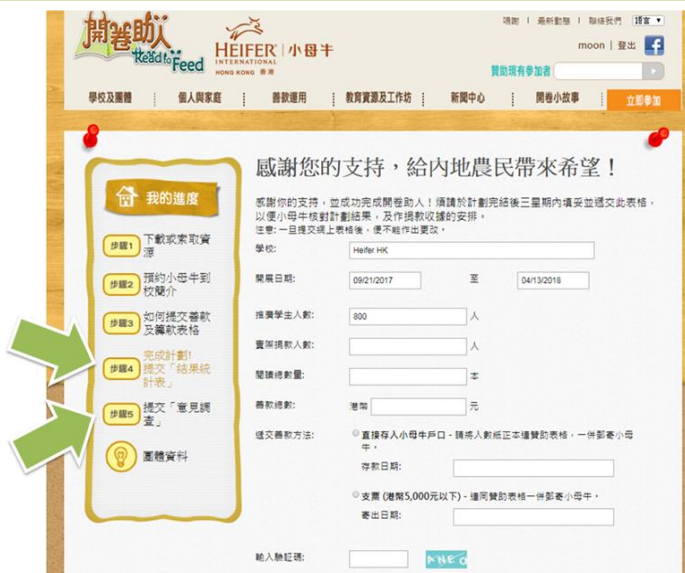 開卷助人
Read to Feed
HEIFER
INTERNATIONAL
HONG KONG 香港
小母牛
鳴謝 | 最新動態 | 聯絡我們
語言 ▼
moon | 登出
f
贊助現有參加者
學校及團體
個人與家庭
善款運用
教育資源及工作坊
新聞中心
開卷小故事
立即參加
我的進度
步驟1 下載或索取資
源
步驟2 預約小母牛到
校簡介
步驟3 如何提交善款
及籌款表格
完成計劃!
步驟4 提交「結果統
計表」
步驟5 提交「意見調
查」
團體資料
感謝您的支持，給內地農民帶來希望！
感謝你的支持，並成功完成開卷助人！煩請於計劃完結後三星期內填妥並遞交此表格，
以便小母牛核對計劃結果，及作捐款收據的安排。
注意: 一旦提交網上表格後，便不能作出更改。
學校: Heifer HK
開展日期: 09/21/2017 至 04/13/2018
推廣學生人數: 800 人
實際捐款人數: 人
閱讀總數量: 本
善款總數: 港幣 元
遞交善款方法: 直接存入小母牛戶口 - 請將入數紙正本連贊助表格，一併郵寄小母
牛。
存款日期:
支票 (港幣5,000元以下) - 連同贊助表格一併郵寄小母牛。
寄出日期:
輸入驗証碼: